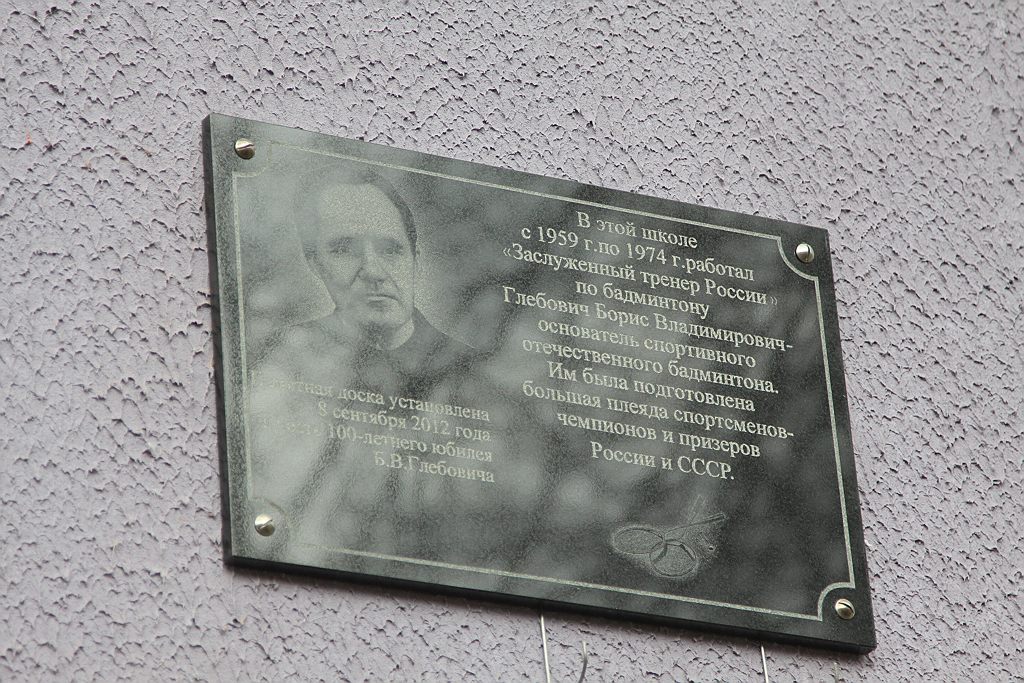 В этой школе
с 1959 г.по 1974 г.работал
«Заслуженный тренер России»
по бадминтону
Глебович Борис Владимирович-
основатель спортивного
отечественного бадминтона.
Им была подготовлена
большая плеяда спортсменов-
чемпионов и призеров
России и СССР.
доска установлена
8 сентября 2012 года
100-летнего юбилея
Б.В.Глебовича